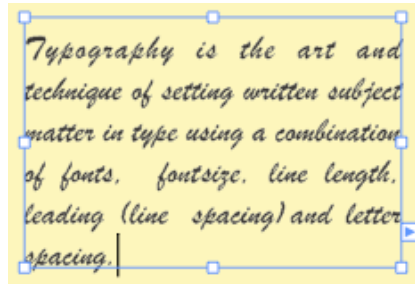 Typography is the art and
technique of setting written subject
matter in type using a combination
of fonts, fontsize, line length,
leading (line spacing) and letter
spacing.